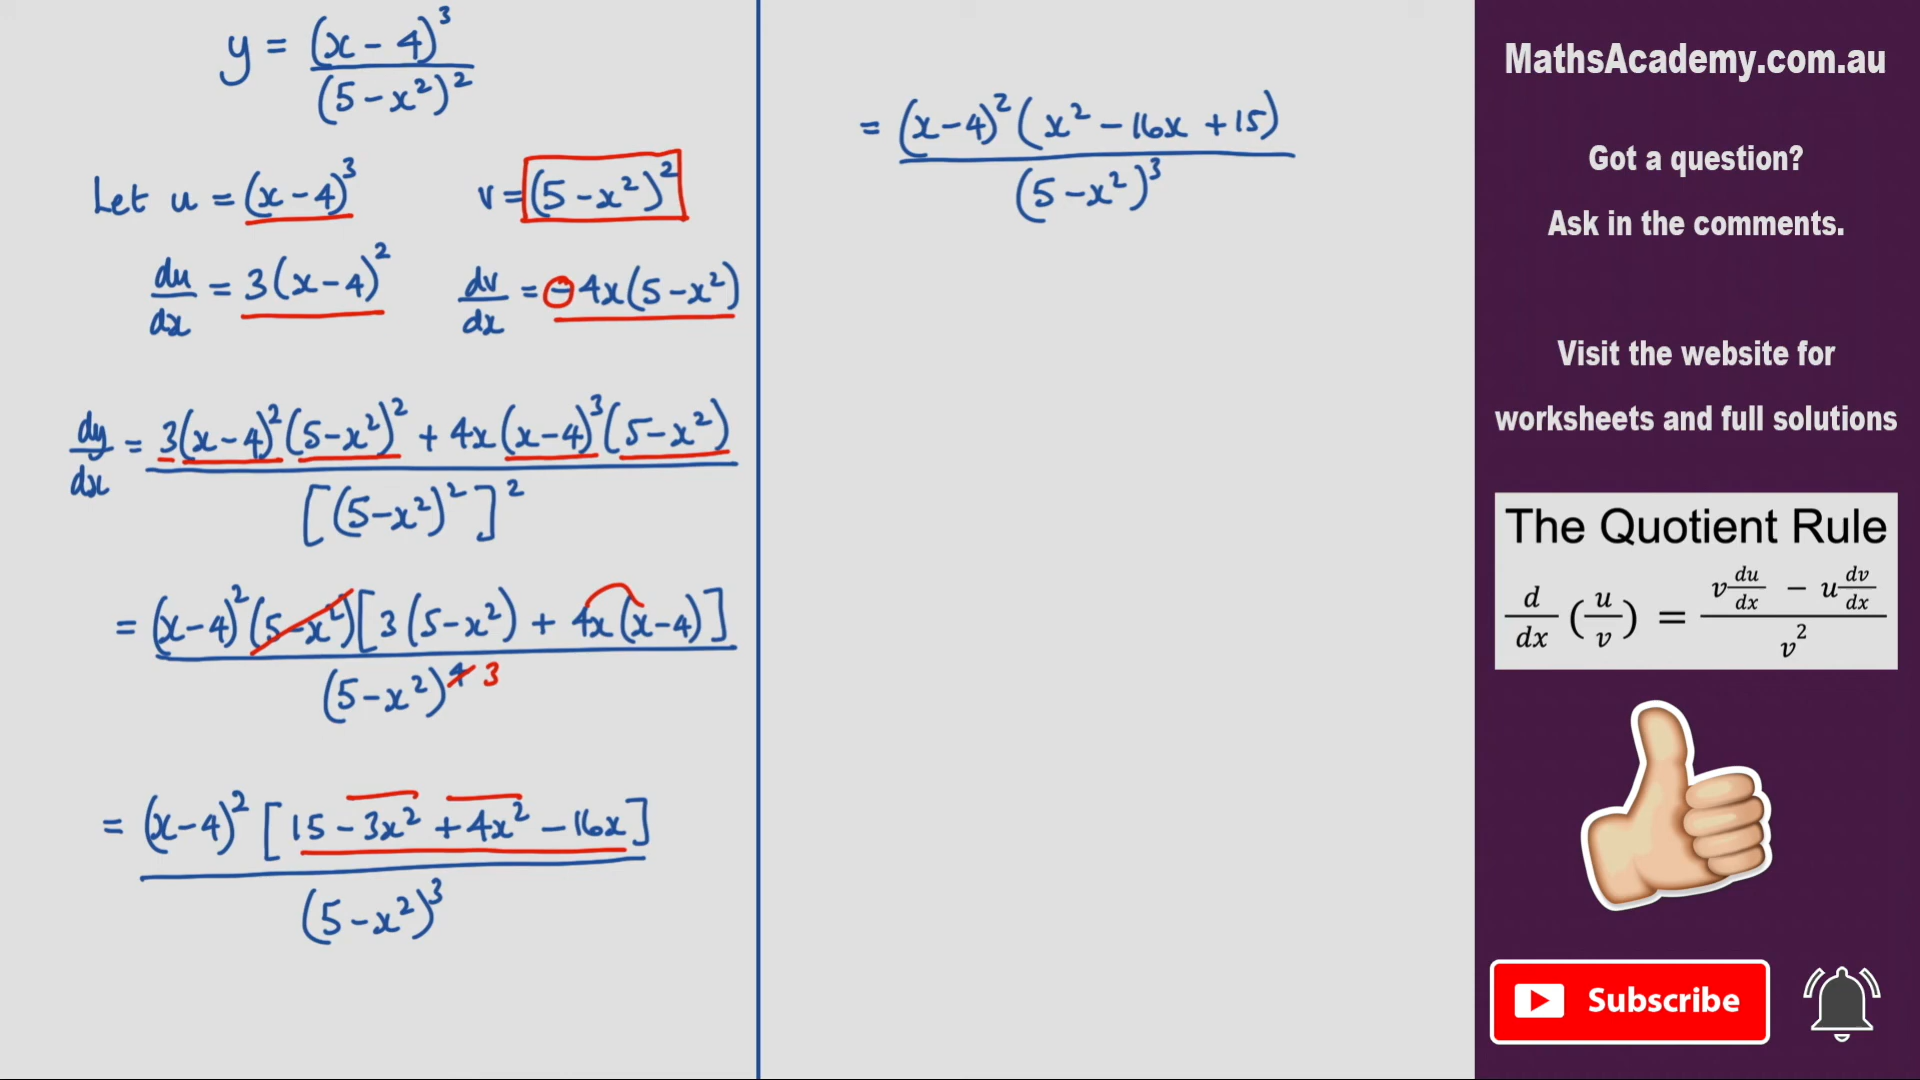 y = (x − 4)³ / (5 − x²)²
Let u = (x − 4)³ v = (5 − x²)²
du/dx = 3(x − 4)² dv/dx = −4x(5 − x²)
dy/dx = 3(x − 4)²(5 − x²)² + 4x(x − 4)³(5 − x²) / [(5 − x²)²]²
= (x − 4)²(5 − x²)[3(5 − x²) + 4x(x − 4)] / (5 − x²)⁴ 3
= (x − 4)² [15 − 3x² + 4x² − 16x] / (5 − x²)³
= (x − 4)²(x² − 16x + 15) / (5 − x²)³
MathsAcademy.com.au
Got a question?
Ask in the comments.
Visit the website for
worksheets and full solutions
The Quotient Rule
d/dx (u/v) = v du/dx − u dv/dx / v²
Subscribe